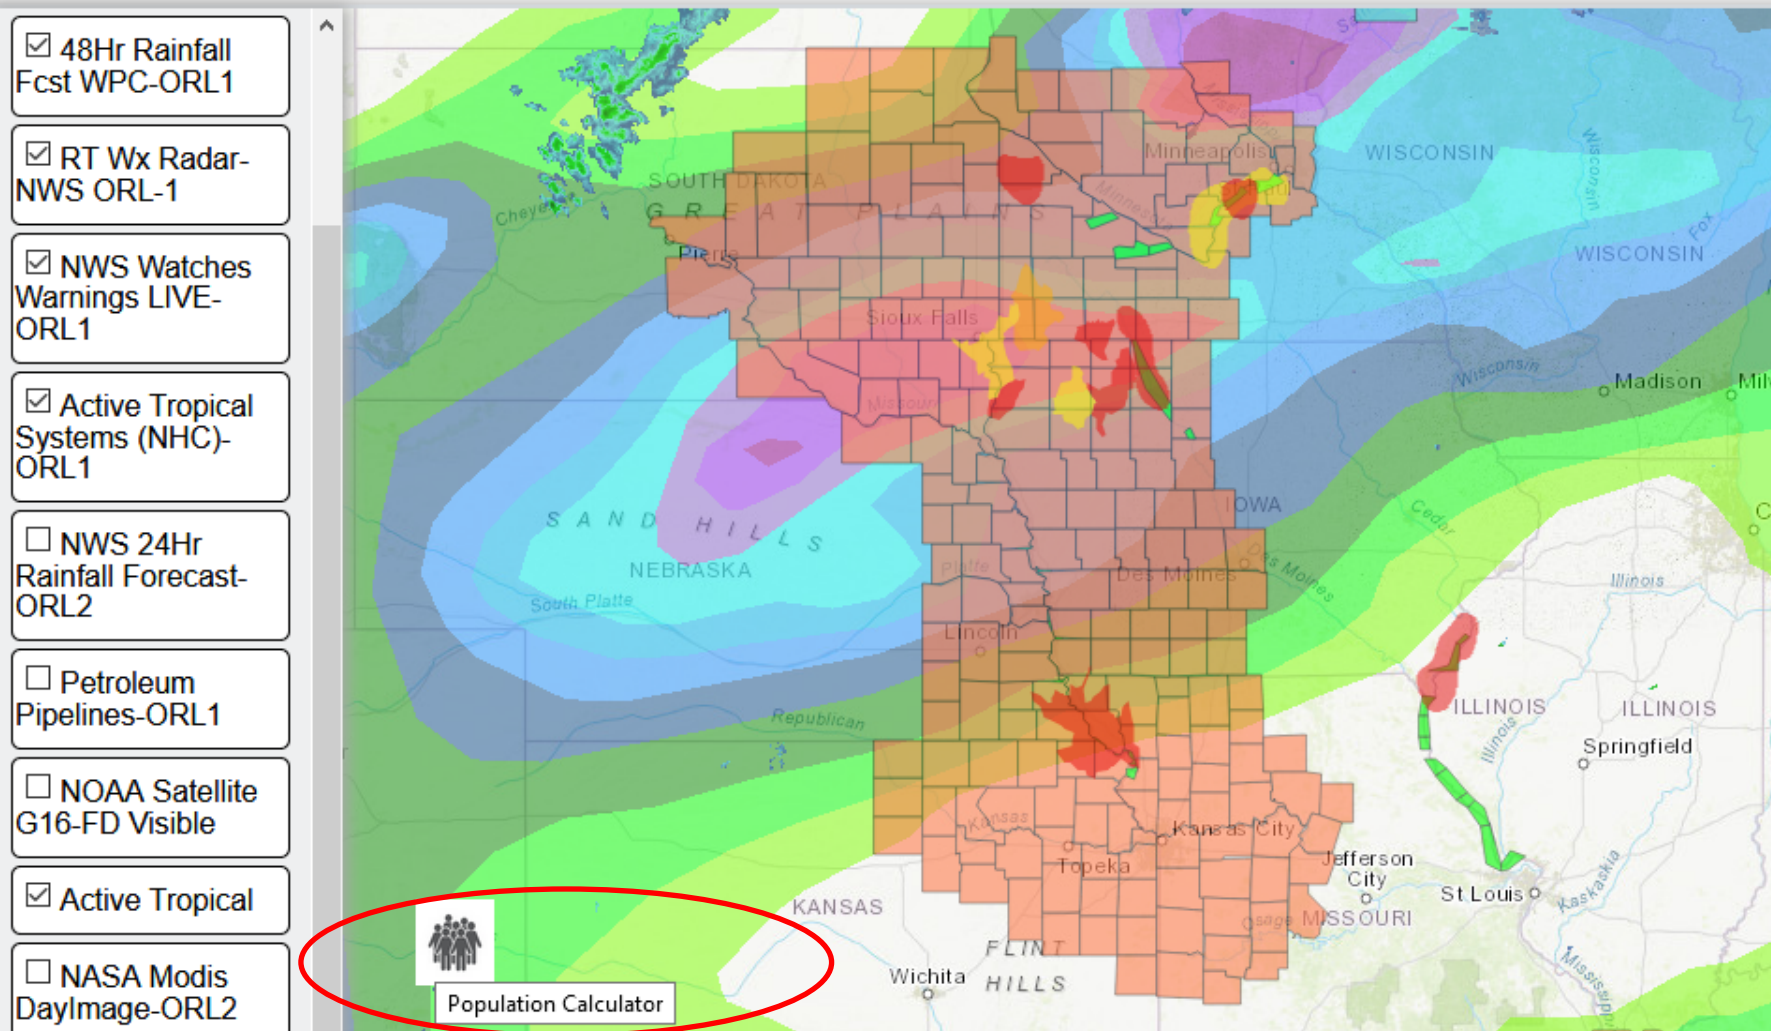 48Hr Rainfall
Fcst WPC-ORL1
RT Wx Radar-
NWS ORL-1
NWS Watches
Warnings LIVE-
ORL1
Active Tropical
Systems (NHC)-
ORL1
NWS 24Hr
Rainfall Forecast-
ORL2
Petroleum
Pipelines-ORL1
NOAA Satellite
G16-FD Visible
Active Tropical
NASA Modis
DayImage-ORL2
Mississippi
Minneapolis
WISCONSIN
Wisconsin
SOUTH DAKOTA
Minnesota
GREAT PLAINS
Fox
Pierre
WISCONSIN
Sioux Falls
Wisconsin
Madison
Missouri
IOWA
Cedar
SAND HILLS
Platte
NEBRASKA
Des Moines
Des Moines
Illinois
South Platte
Lincoln
Republican
ILLINOIS
ILLINOIS
Illinois
Springfield
Kansas
Kansas City
Topeka
Jefferson
City
St Louis
Kaskaskia
KANSAS
Osage
MISSOURI
FLINT
HILLS
Wichita
Population Calculator